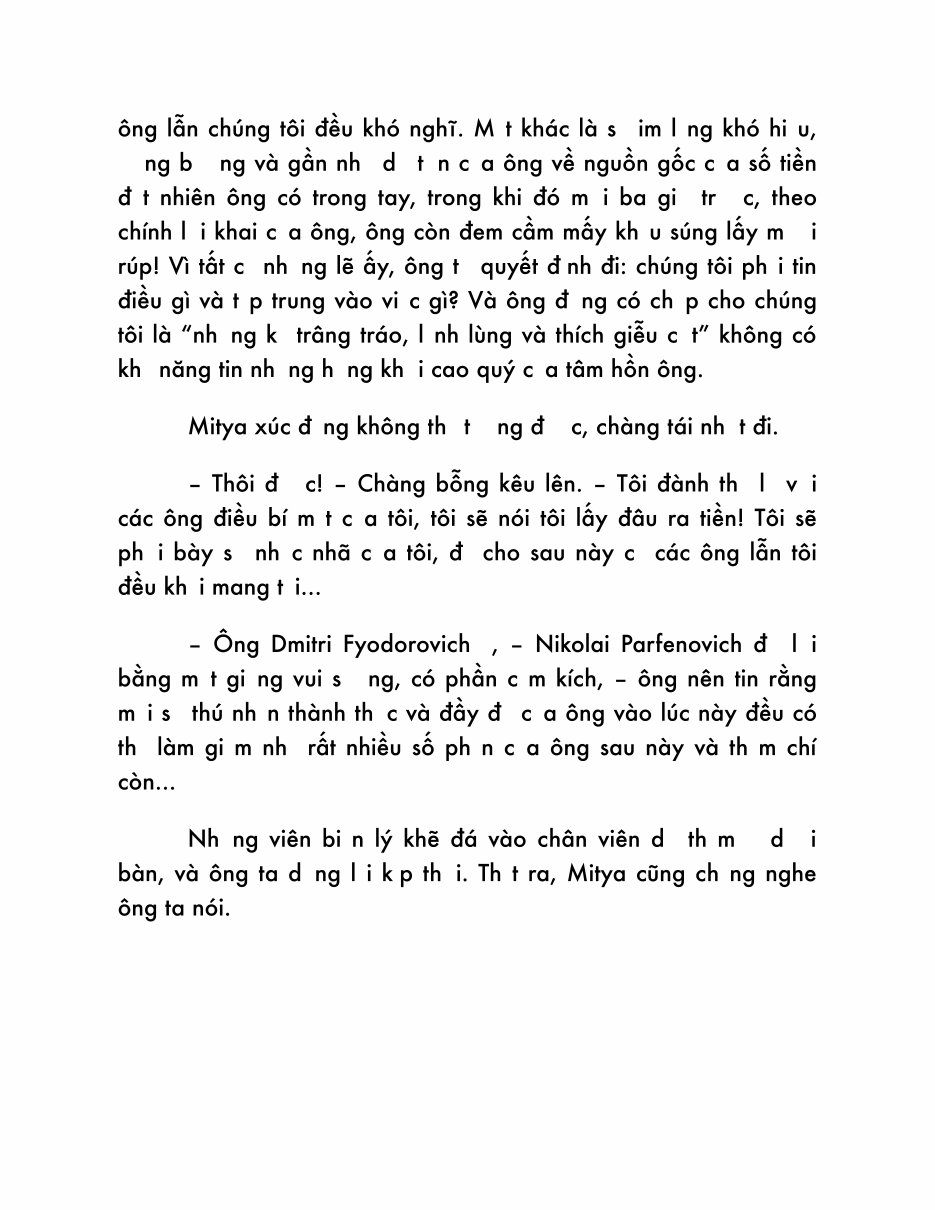 ông lẫn chúng tôi đều khó nghĩ. M t khác là s im l ng khó hi u,
ng b ng và gần nh d t n c a ông về nguồn gốc c a số tiền
đ t nhiên ông có trong tay, trong khi đó m i ba gi tr c, theo
chính l i khai c a ông, ông còn đem cầm mấy kh u súng lấy m i
rúp! Vì tất c nh ng lẽ ấy, ông t quyết đ nh đi: chúng tôi ph i tin
điều gì và t p trung vào vi c gì? Và ông đ ng có ch p cho chúng
tôi là “nh ng k trâng tráo, l nh lùng và thích giễu c t” không có
kh năng tin nh ng h ng kh i cao quý c a tâm hồn ông.
Mitya xúc đ ng không th t ng đ c, chàng tái nh t đi.
– Thôi đ c! – Chàng bỗng kêu lên. – Tôi đành th l v i
các ông điều bí m t c a tôi, tôi sẽ nói tôi lấy đâu ra tiền! Tôi sẽ
ph i bày s nh c nhã c a tôi, đ cho sau này c các ông lẫn tôi
đều kh i mang t i...
– Ông Dmitri Fyodorovich , – Nikolai Parfenovich đ l i
bằng m t gi ng vui s ng, có phần c m kích, – ông nên tin rằng
m i s thú nh n thành th c và đầy đ c a ông vào lúc này đều có
th làm gi m nh rất nhiều số ph n c a ông sau này và th m chí
còn...
Nh ng viên bi n lý khẽ đá vào chân viên d th m d i
bàn, và ông ta d ng l i k p th i. Th t ra, Mitya cũng ch ng nghe
ông ta nói.